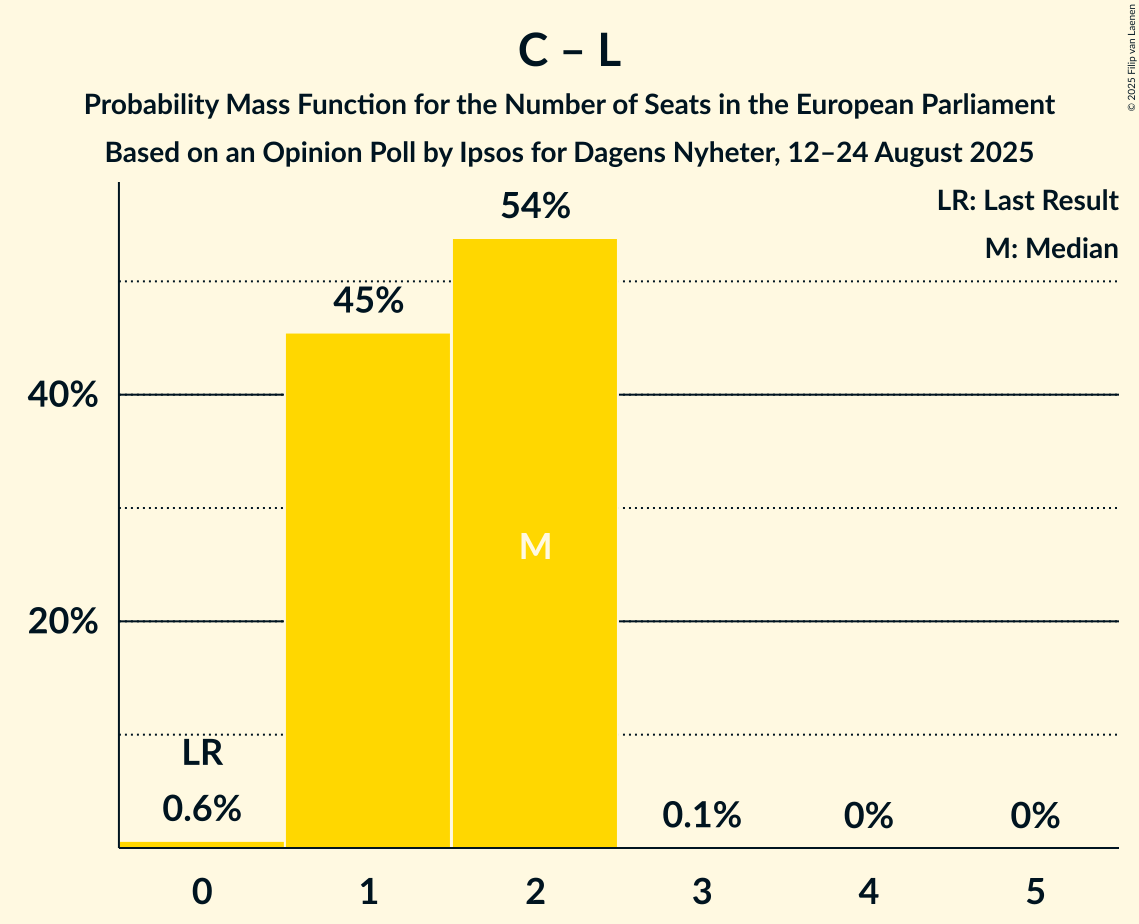 C – L
Probability Mass Function for the Number of Seats in the European Parliament
Based on an Opinion Poll by Ipsos for Dagens Nyheter, 12–24 August 2025
© 2025 Filip van Laenen
LR: Last Result
M: Median
54%
45%
40%
M
20%
LR
0.6%
0.1%
0%
0%
0 1 2 3 4 5